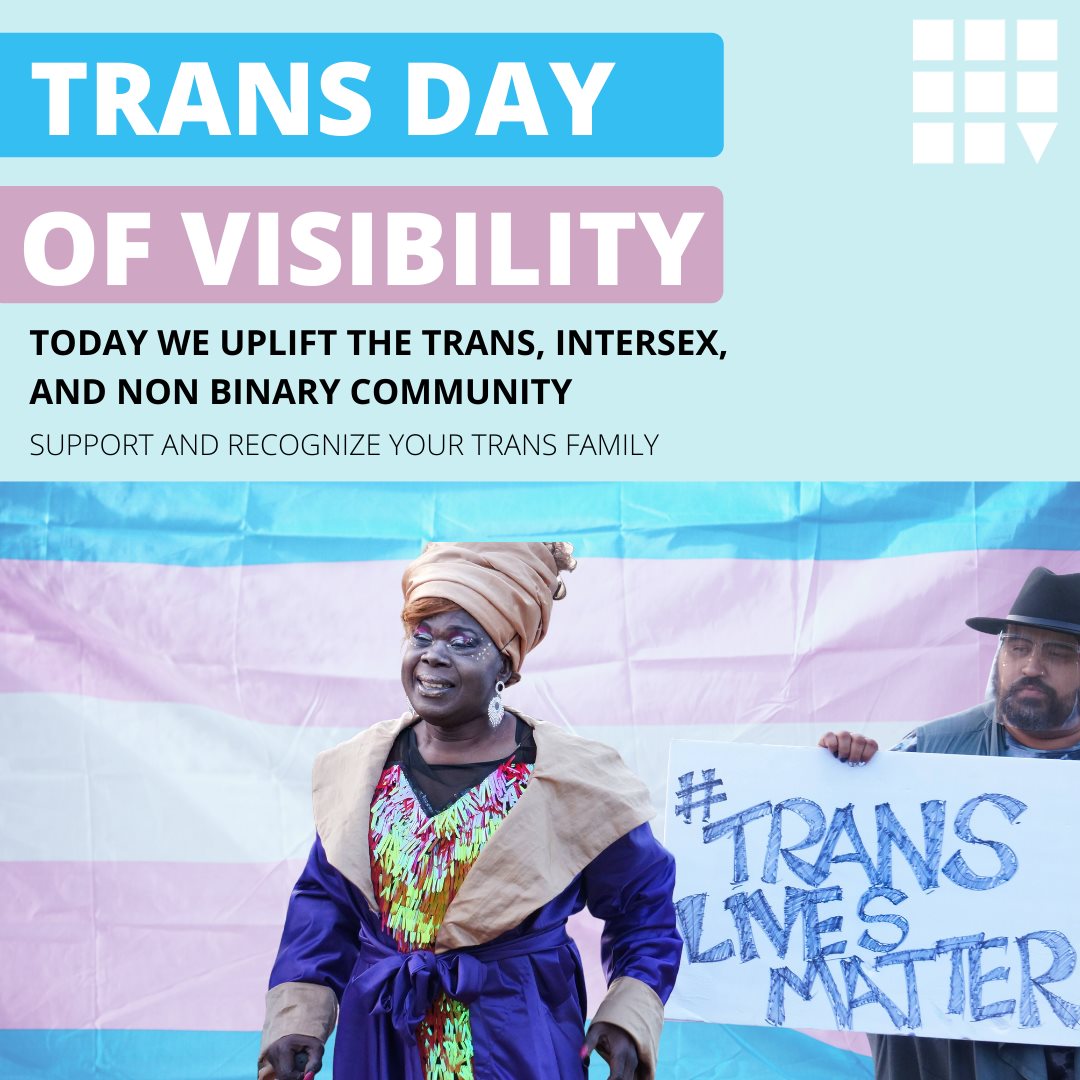 TRANS DAY
OF VISIBILITY
TODAY WE UPLIFT THE TRANS, INTERSEX,
AND NON BINARY COMMUNITY
SUPPORT AND RECOGNIZE YOUR TRANS FAMILY
#TRANS
LIVES
MATTER